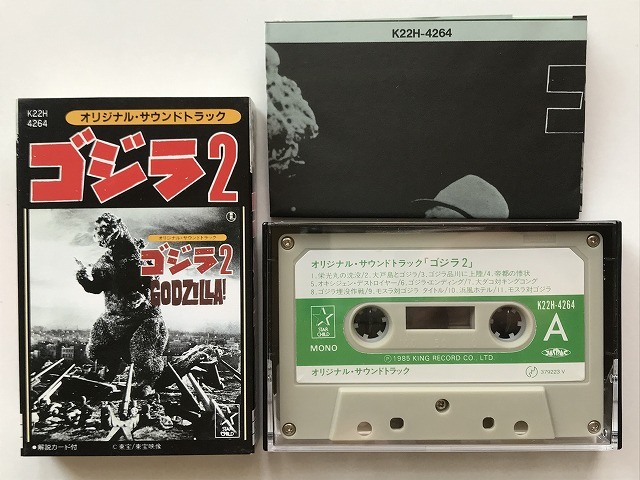 K22H
4264
オリジナル・サウンドトラック
ゴジラ2
オリジナル・サウンドトラック
ゴジラ2
GODZILLA!
STAR
CHILD
●解説カード付
©東宝/東宝映像
K22H-4264
オリジナル・サウンドトラック「ゴジラ2」
1.栄光丸の沈没/2.大戸島とゴジラ/3.ゴジラ品川に上陸/4.帝都の惨状
5.オキシジェン・デストロイヤー/6.ゴジラ・エンディング/7.大ダコ対キングコング
8.ゴジラ埋没作戦/9.モスラ対ゴジラ タイトル/10.浜風ホテル/11.モスラ対ゴジラ
K22H-4264
A
STAR
CHILD
MONO
Ⓟ1985 KING RECORD CO. LTD.
オリジナル・サウンドトラック
379223 V